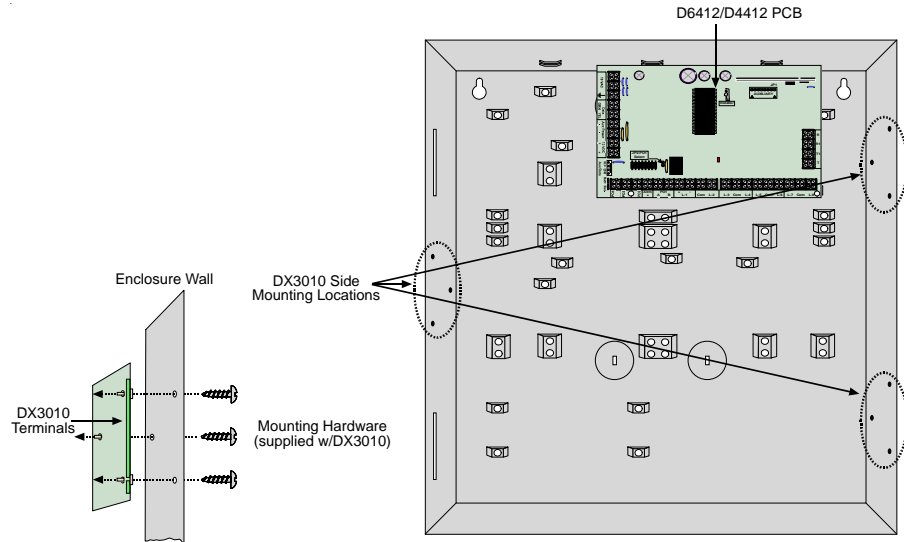 D6412/D4412 PCB
Enclosure Wall
DX3010 Side
Mounting Locations
DX3010
Terminals
Mounting Hardware
(supplied w/DX3010)